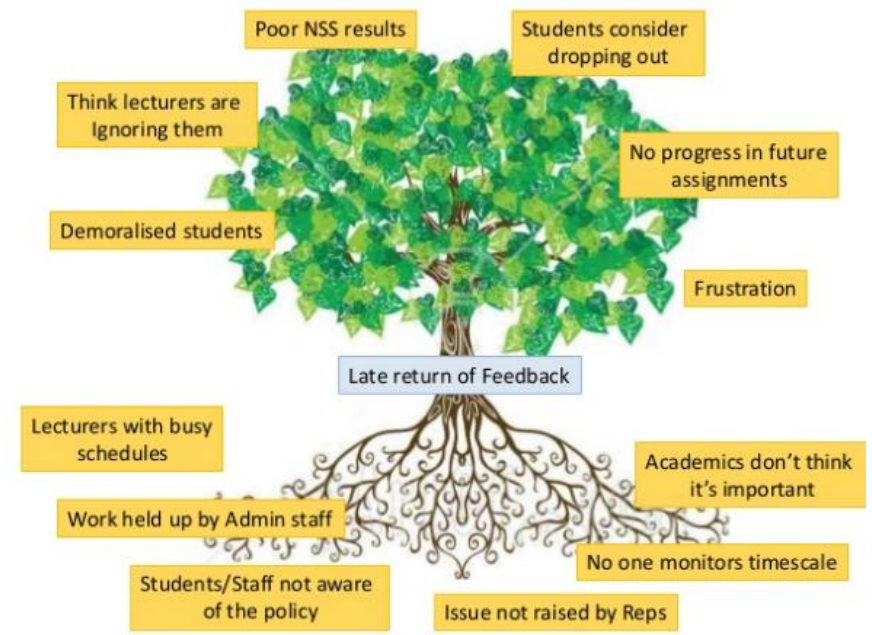 Poor NSS results
Students consider
dropping out
Think lecturers are
Ignoring them
No progress in future
assignments
Demoralised students
Frustration
Late return of Feedback
Lecturers with busy
schedules
Academics don't think
it's important
Work held up by Admin staff
No one monitors timescale
Students/Staff not aware
of the policy
Issue not raised by Reps